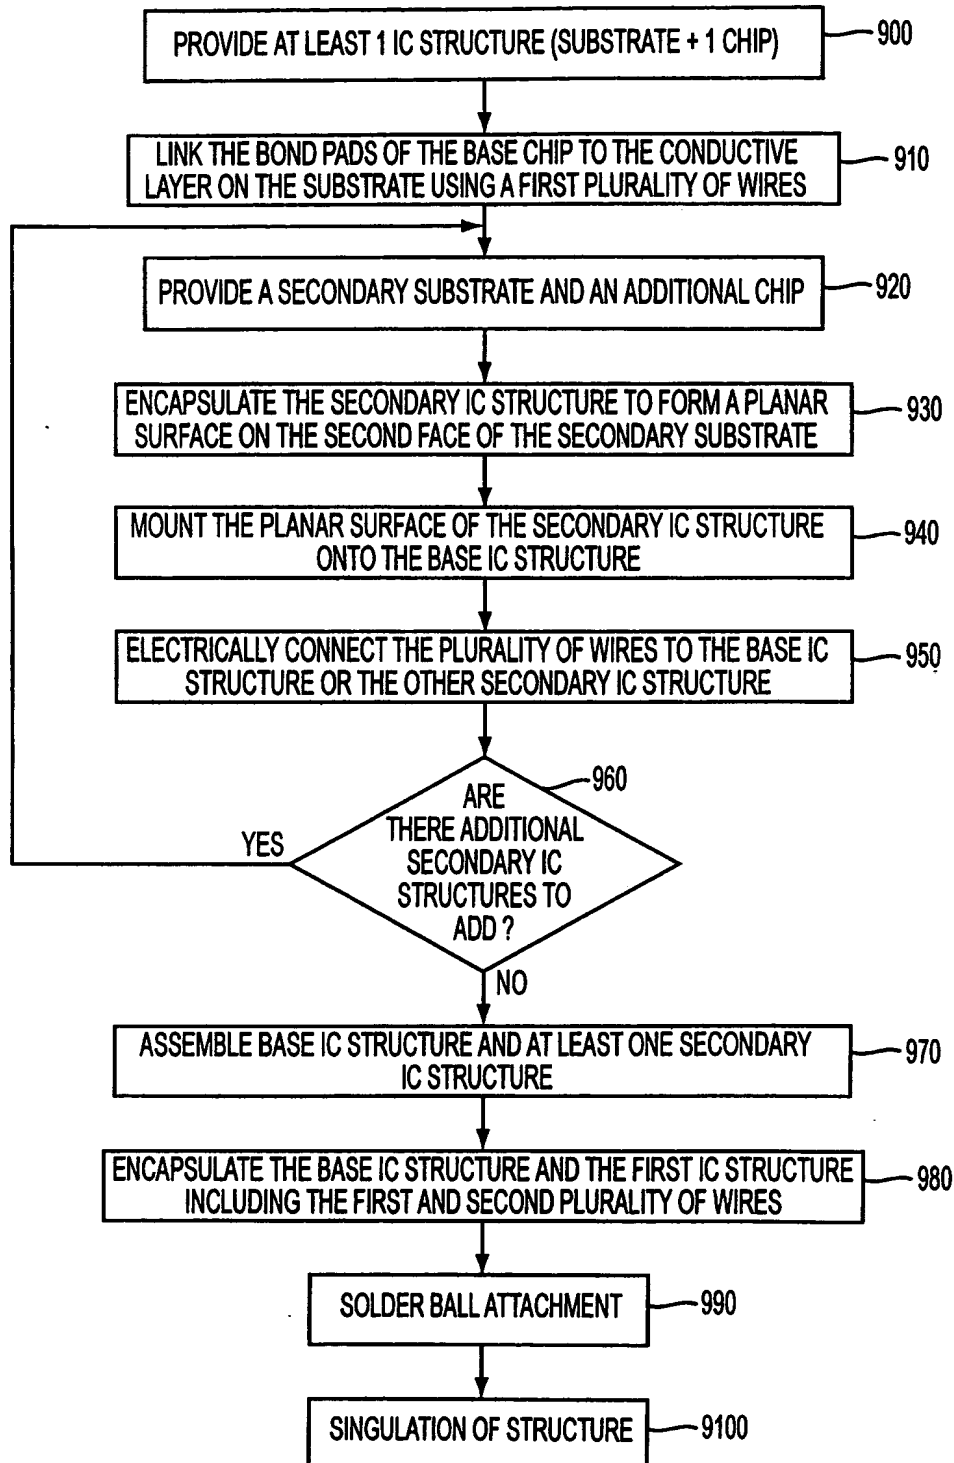 PROVIDE AT LEAST 1 IC STRUCTURE (SUBSTRATE + 1 CHIP)
900
LINK THE BOND PADS OF THE BASE CHIP TO THE CONDUCTIVE
LAYER ON THE SUBSTRATE USING A FIRST PLURALITY OF WIRES
910
PROVIDE A SECONDARY SUBSTRATE AND AN ADDITIONAL CHIP
920
ENCAPSULATE THE SECONDARY IC STRUCTURE TO FORM A PLANAR
SURFACE ON THE SECOND FACE OF THE SECONDARY SUBSTRATE
930
MOUNT THE PLANAR SURFACE OF THE SECONDARY IC STRUCTURE
ONTO THE BASE IC STRUCTURE
940
ELECTRICALLY CONNECT THE PLURALITY OF WIRES TO THE BASE IC
STRUCTURE OR THE OTHER SECONDARY IC STRUCTURE
950
960
ARE
THERE ADDITIONAL
SECONDARY IC
STRUCTURES TO
ADD ?
YES
NO
ASSEMBLE BASE IC STRUCTURE AND AT LEAST ONE SECONDARY
IC STRUCTURE
970
ENCAPSULATE THE BASE IC STRUCTURE AND THE FIRST IC STRUCTURE
INCLUDING THE FIRST AND SECOND PLURALITY OF WIRES
980
SOLDER BALL ATTACHMENT
990
SINGULATION OF STRUCTURE
9100